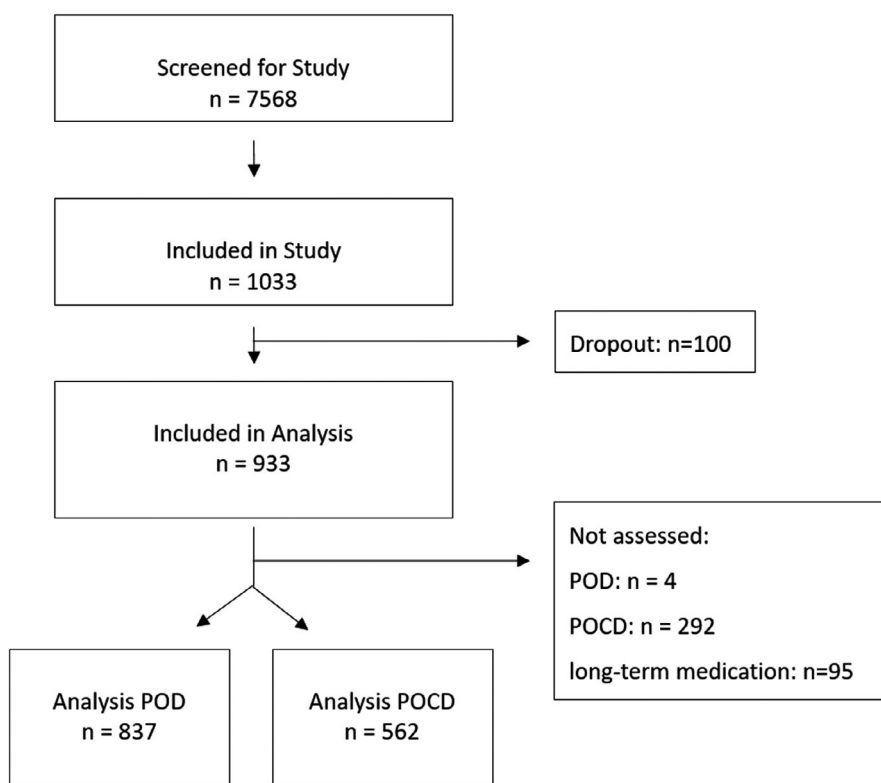 Screened for Study
n = 7568
Included in Study
n = 1033
Dropout: n=100
Included in Analysis
n = 933
Not assessed:
POD: n = 4
POCD: n = 292
long-term medication: n=95
Analysis POD
n = 837
Analysis POCD
n = 562